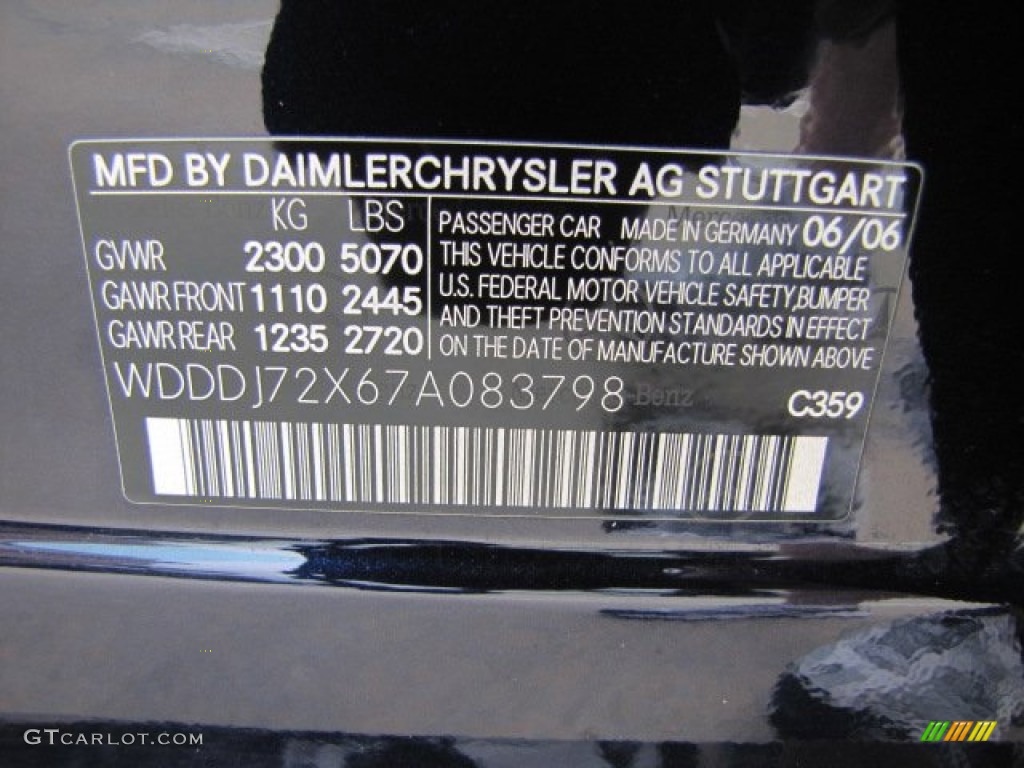 MFD BY DAIMLERCHRYSLER AG STUTTGART
KG LBS
GVWR 2300 5070
GAWR FRONT 1110 2445
GAWR REAR 1235 2720
PASSENGER CAR MADE IN GERMANY 06/06
THIS VEHICLE CONFORMS TO ALL APPLICABLE
U.S. FEDERAL MOTOR VEHICLE SAFETY, BUMPER
AND THEFT PREVENTION STANDARDS IN EFFECT
ON THE DATE OF MANUFACTURE SHOWN ABOVE
WDDDJ72X67A083798
C359
GTCARLOT.COM